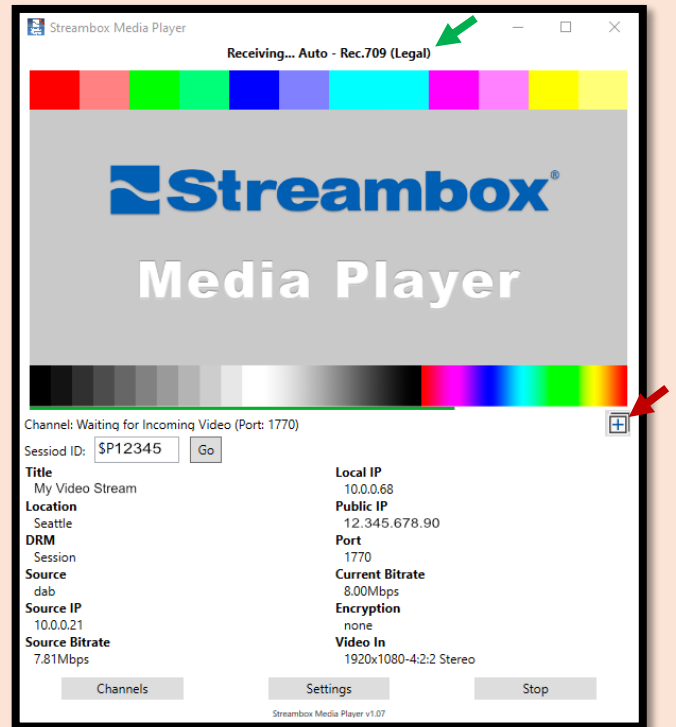 Streambox Media Player
Receiving... Auto - Rec.709 (Legal)
Streambox®
Media Player
Channel: Waiting for Incoming Video (Port: 1770)
Sessiod ID: $P12345 Go
Title
My Video Stream
Location
Seattle
DRM
Session
Source
dab
Source IP
10.0.0.21
Source Bitrate
7.81Mbps
Local IP
10.0.0.68
Public IP
12.345.678.90
Port
1770
Current Bitrate
8.00Mbps
Encryption
none
Video In
1920x1080-4:2:2 Stereo
Channels Settings Stop
Streambox Media Player v1.07